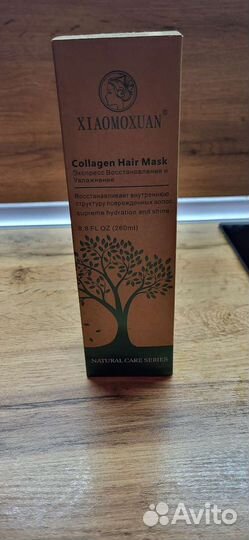 XIAOMOXUAN®
Collagen Hair Mask
Экспресс Восстановление и
Увлажнение
Восстанавливает внутреннюю
структуру поврежденных волос
supreme hydration and shine
8.8 FL OZ (260ml)
NATURAL CARE SERIES
Avito